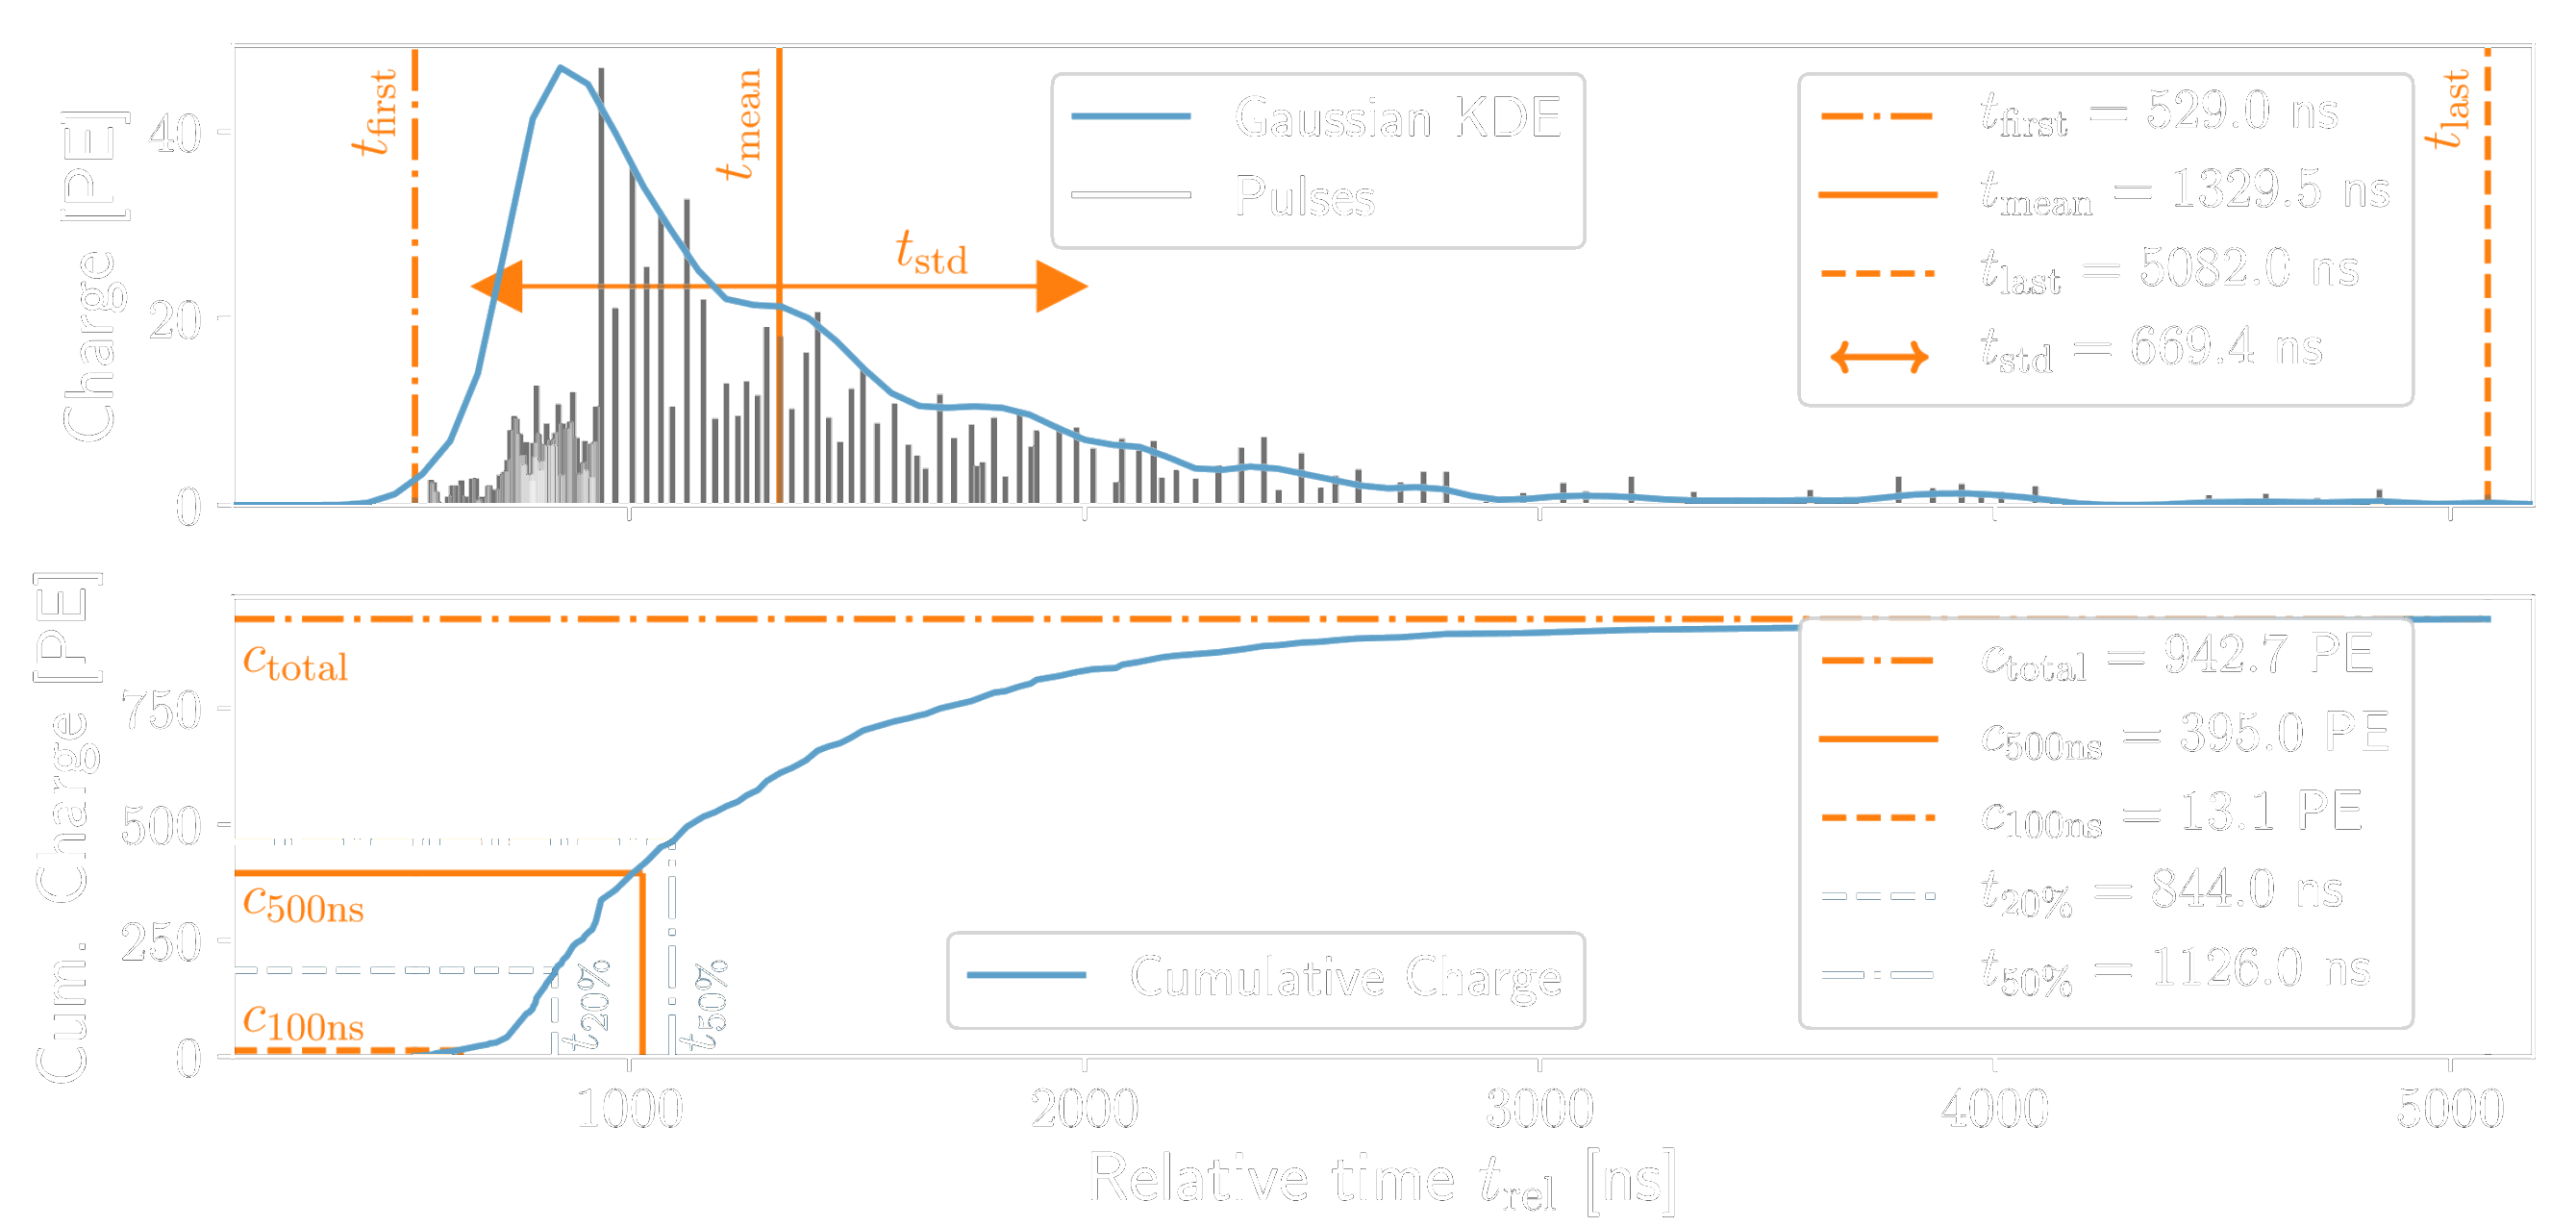 Charge [PE]
40
20
0
t_first
t_mean
t_std
t_last
Gaussian KDE
Pulses
t_first = 529.0 ns
t_mean = 1329.5 ns
t_last = 5082.0 ns
t_std = 669.4 ns
Cum. Charge [PE]
750
500
250
0
c_total
c_500ns
c_100ns
t_20%
t_50%
Cumulative Charge
c_total = 942.7 PE
c_500ns = 395.0 PE
c_100ns = 13.1 PE
t_20% = 844.0 ns
t_50% = 1126.0 ns
1000
2000
3000
4000
5000
Relative time t_rel [ns]